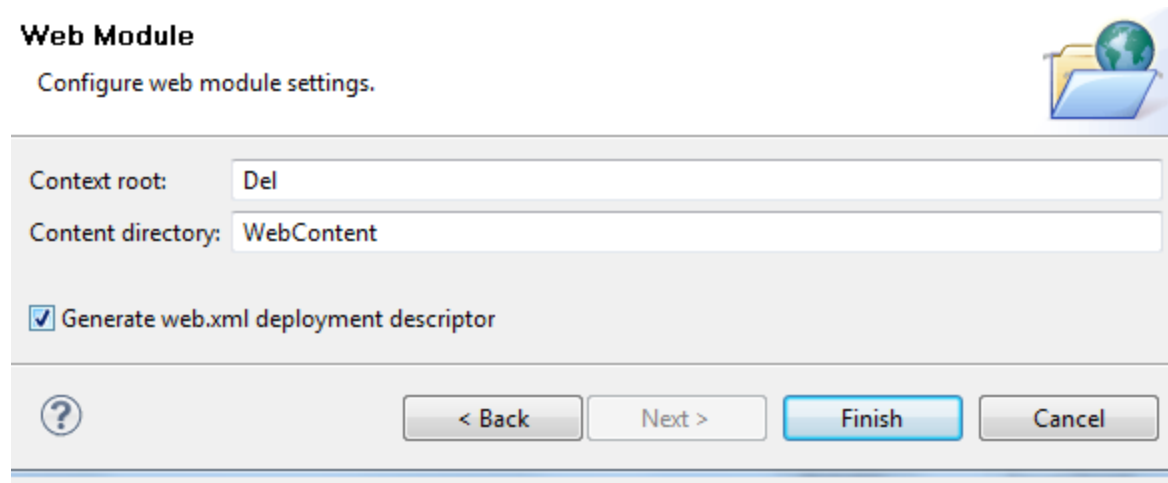 Web Module
Configure web module settings.
Context root: Del
Content directory: WebContent
Generate web.xml deployment descriptor
? < Back Next > Finish Cancel